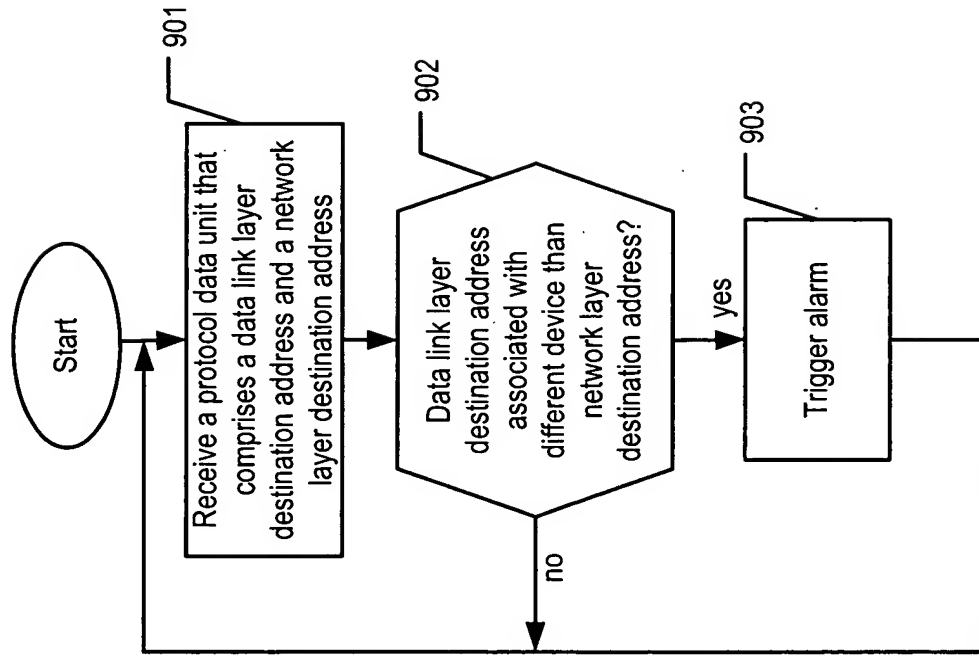 Start
Receive a protocol data unit that
comprises a data link layer
destination address and a network
layer destination address
901
Data link layer
destination address
associated with
different device than
network layer
destination address?
902
no
yes
Trigger alarm
903